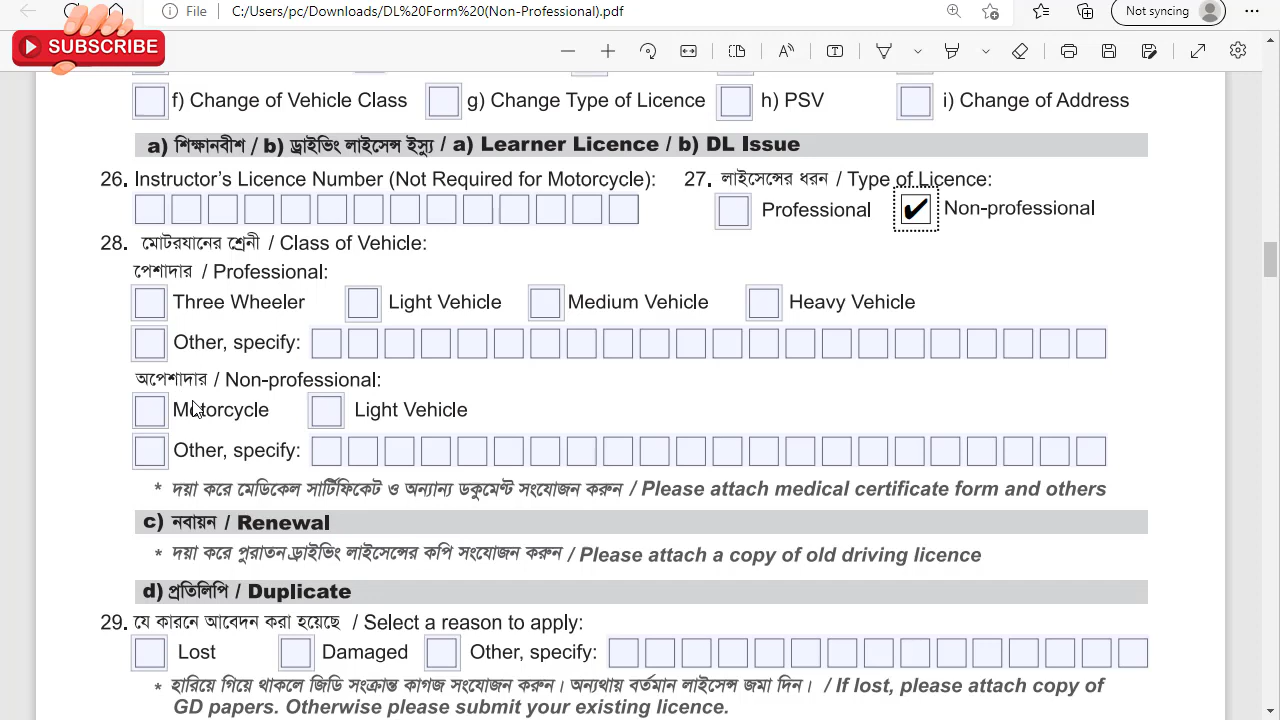 File C:/Users/pc/Downloads/DL%20Form%20(Non-Professional).pdf Not syncing
SUBSCRIBE
f) Change of Vehicle Class g) Change Type of Licence h) PSV i) Change of Address
a) শিক্ষানবীশ / b) ড্রাইভিং লাইসেন্স ইস্যু / a) Learner Licence / b) DL Issue
26. Instructor's Licence Number (Not Required for Motorcycle): 27. লাইসেন্সের ধরন / Type of Licence:
Professional ✔ Non-professional
28. মোটরযানের শ্রেনী / Class of Vehicle:
পেশাদার / Professional:
Three Wheeler Light Vehicle Medium Vehicle Heavy Vehicle
Other, specify:
অপেশাদার / Non-professional:
Motorcycle Light Vehicle
Other, specify:
* দয়া করে মেডিকেল সার্টিফিকেট ও অন্যান্য ডকুমেন্ট সংযোজন করুন / Please attach medical certificate form and others
c) নবায়ন / Renewal
* দয়া করে পুরাতন ড্রাইভিং লাইসেন্সের কপি সংযোজন করুন / Please attach a copy of old driving licence
d) প্রতিলিপি / Duplicate
29. যে কারনে আবেদন করা হয়েছে / Select a reason to apply:
Lost Damaged Other, specify:
* হারিয়ে গিয়ে থাকলে জিডি সংক্রান্ত কাগজ সংযোজন করুন। অন্যথায় বর্তমান লাইসেন্স জমা দিন। / If lost, please attach copy of
GD papers. Otherwise please submit your existing licence.